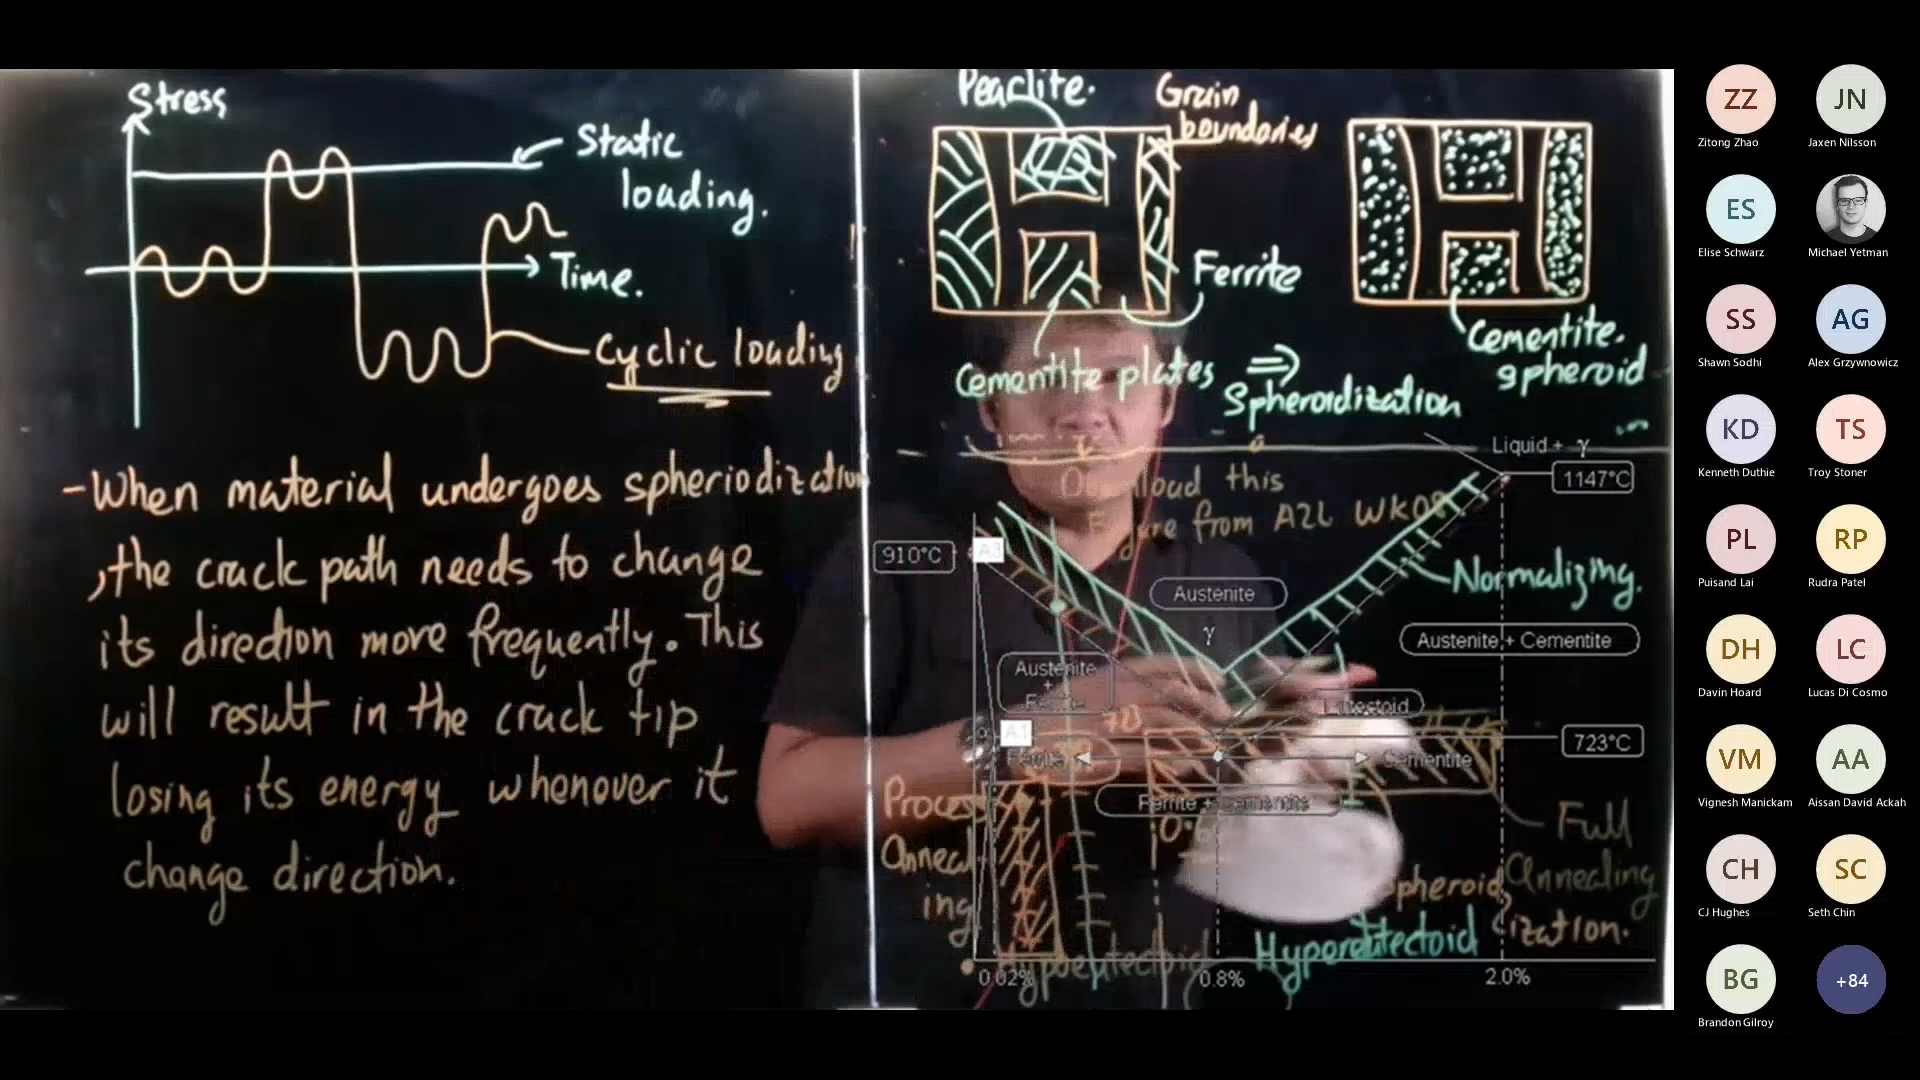 Stress
Static
loading.
Time.
Cyclic loading
-When material undergoes spheriodization
,the crack path needs to change
its direction more frequently. This
will result in the crack tip
losing its energy whenever it
change direction.
Pearlite.
Grain
boundaries
Ferrite
Cementite plates
=> Spheroidization
Cementite.
spheroid
this
from A2L WK08
Liquid + γ
1147°C
910°C
A3
Austenite
γ
Normalizing.
Austenite + Cementite
Austenite
+
Ferrite
A1
723°C
Ferrite
Cementite
Ferrite + Cementite
Process
Anneal
ing
Full
Annealing
Spheroid
ization.
Hypoeutectoid
Hypereutectoid
0.02%
0.8%
2.0%
ZZ
Zitong Zhao
JN
Jaxen Nilsson
ES
Elise Schwarz
Michael Yetman
SS
Shawn Sodhi
AG
Alex Grzywnowicz
KD
Kenneth Duthie
TS
Troy Stoner
PL
Puisand Lai
RP
Rudra Patel
DH
Davin Hoard
LC
Lucas Di Cosmo
VM
Vignesh Manickam
AA
Aissan David Ackah
CH
CJ Hughes
SC
Seth Chin
BG
Brandon Gilroy
+84